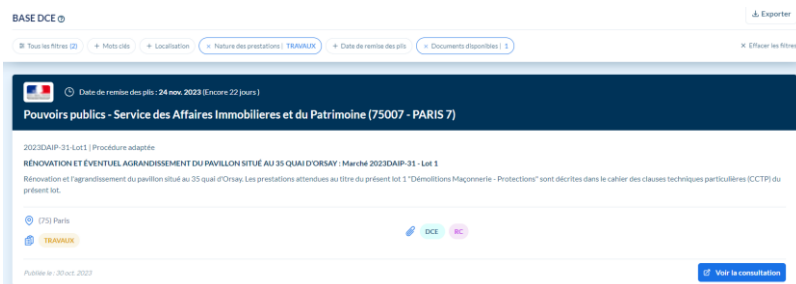 BASE DCE
Exporter
Tous les filtres (2) + Mots clés + Localisation × Nature des prestations | TRAVAUX + Date de remise des plis × Documents disponibles | 1 × Effacer les filtres
Date de remise des plis : 24 nov. 2023 (Encore 22 jours )
Pouvoirs publics - Service des Affaires Immobilieres et du Patrimoine (75007 - PARIS 7)
2023DAIP-31-Lot1 | Procédure adaptée
RÉNOVATION ET ÉVENTUEL AGRANDISSEMENT DU PAVILLON SITUÉ AU 35 QUAI D'ORSAY : Marché 2023DAIP-31 - Lot 1
Rénovation et l'agrandissement du pavillon situé au 35 quai d'Orsay. Les prestations attendues au titre du présent lot 1 "Démolitions Maçonnerie - Protections" sont décrites dans le cahier des clauses techniques particulières (CCTP) du
présent lot.
(75) Paris
TRAVAUX
DCE RC
Publiée le : 30 oct. 2023
Voir la consultation